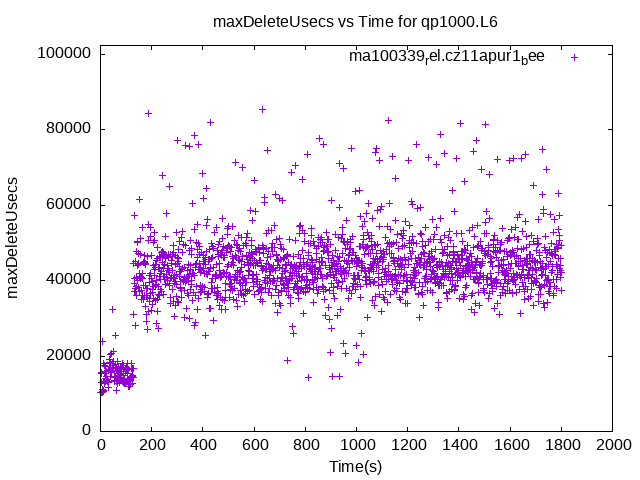 maxDeleteUsecs vs Time for qp1000.L6
ma100339rel.cz11apur1bee
100000
80000
60000
40000
20000
0
maxDeleteUsecs
0 200 400 600 800 1000 1200 1400 1600 1800 2000
Time(s)